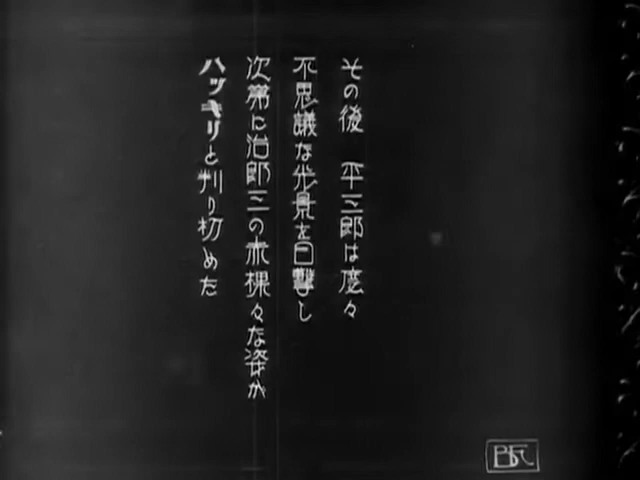 その後　平三郎は度々
不思議な光景を目撃し
次第に治郎三の赤裸々な姿が
ハッキリと判り初めた